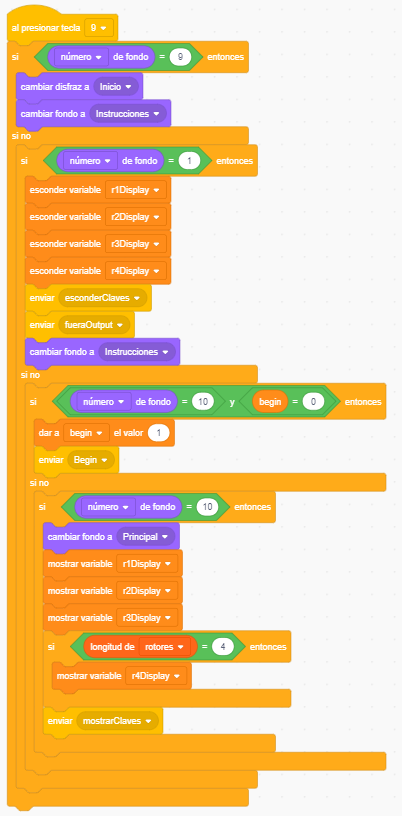 al presionar tecla 9
si número de fondo = 9 entonces
cambiar disfraz a Inicio
cambiar fondo a Instrucciones
si no
si número de fondo = 1 entonces
esconder variable r1Display
esconder variable r2Display
esconder variable r3Display
esconder variable r4Display
enviar esconderClaves
enviar fueraOutput
cambiar fondo a Instrucciones
si no
si número de fondo = 10 y begin = 0 entonces
dar a begin el valor 1
enviar Begin
si no
si número de fondo = 10 entonces
cambiar fondo a Principal
mostrar variable r1Display
mostrar variable r2Display
mostrar variable r3Display
si longitud de rotores = 4 entonces
mostrar variable r4Display
enviar mostrarClaves